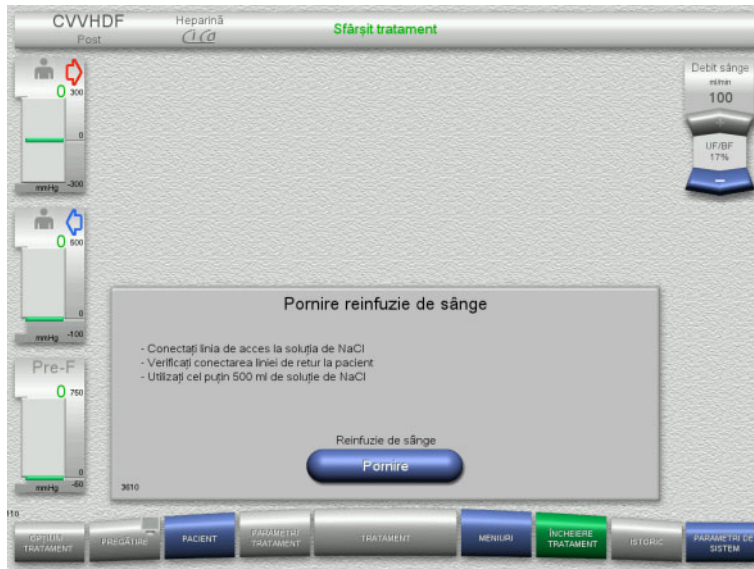 CVVHDF
Post
Heparină
Ci Ca
Sfârșit tratament
0
300
0
mmHg
-300
0
500
0
mmHg
-100
Pre-F
0
750
0
mmHg
-50
Debit sânge
ml/min
100
+
UF/BF
17%
–
Pornire reinfuzie de sânge
- Conectați linia de acces la soluția de NaCl
- Verificați conectarea liniei de retur la pacient
- Utilizați cel puțin 500 ml de soluție de NaCl
Reinfuzie de sânge
Pornire
3610
OPȚIUNI
TRATAMENT
PREGĂTIRE
PACIENT
PARAMETRI
TRATAMENT
TRATAMENT
MENIURI
ÎNCHEIERE
TRATAMENT
ISTORIC
PARAMETRI DE
SISTEM